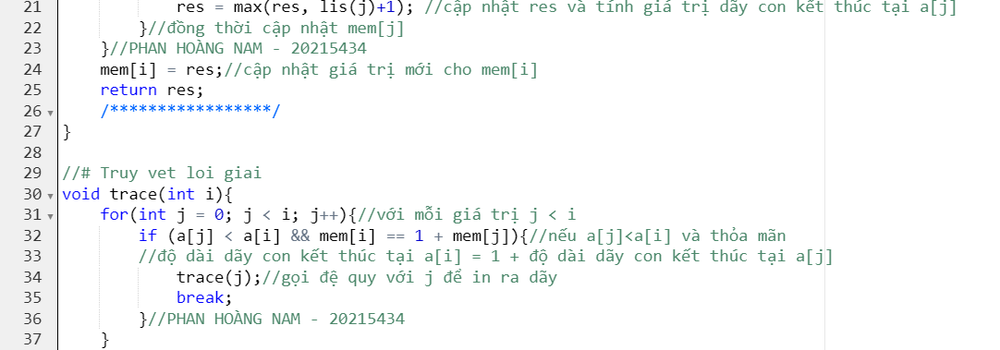 21 res = max(res, lis(j)+1); //cập nhật res và tính giá trị dãy con kết thúc tại a[j]
22 }//đồng thời cập nhật mem[j]
23 }//PHAN HOÀNG NAM - 20215434
24 mem[i] = res;//cập nhật giá trị mới cho mem[i]
25 return res;
26 /*****************/
27 }
28
29 //# Truy vet loi giai
30 void trace(int i){
31 for(int j = 0; j < i; j++){//với mỗi giá trị j < i
32 if (a[j] < a[i] && mem[i] == 1 + mem[j]){//nếu a[j]<a[i] và thỏa mãn
33 //độ dài dãy con kết thúc tại a[i] = 1 + độ dài dãy con kết thúc tại a[j]
34 trace(j);//gọi đệ quy với j để in ra dãy
35 break;
36 }//PHAN HOÀNG NAM - 20215434
37 }